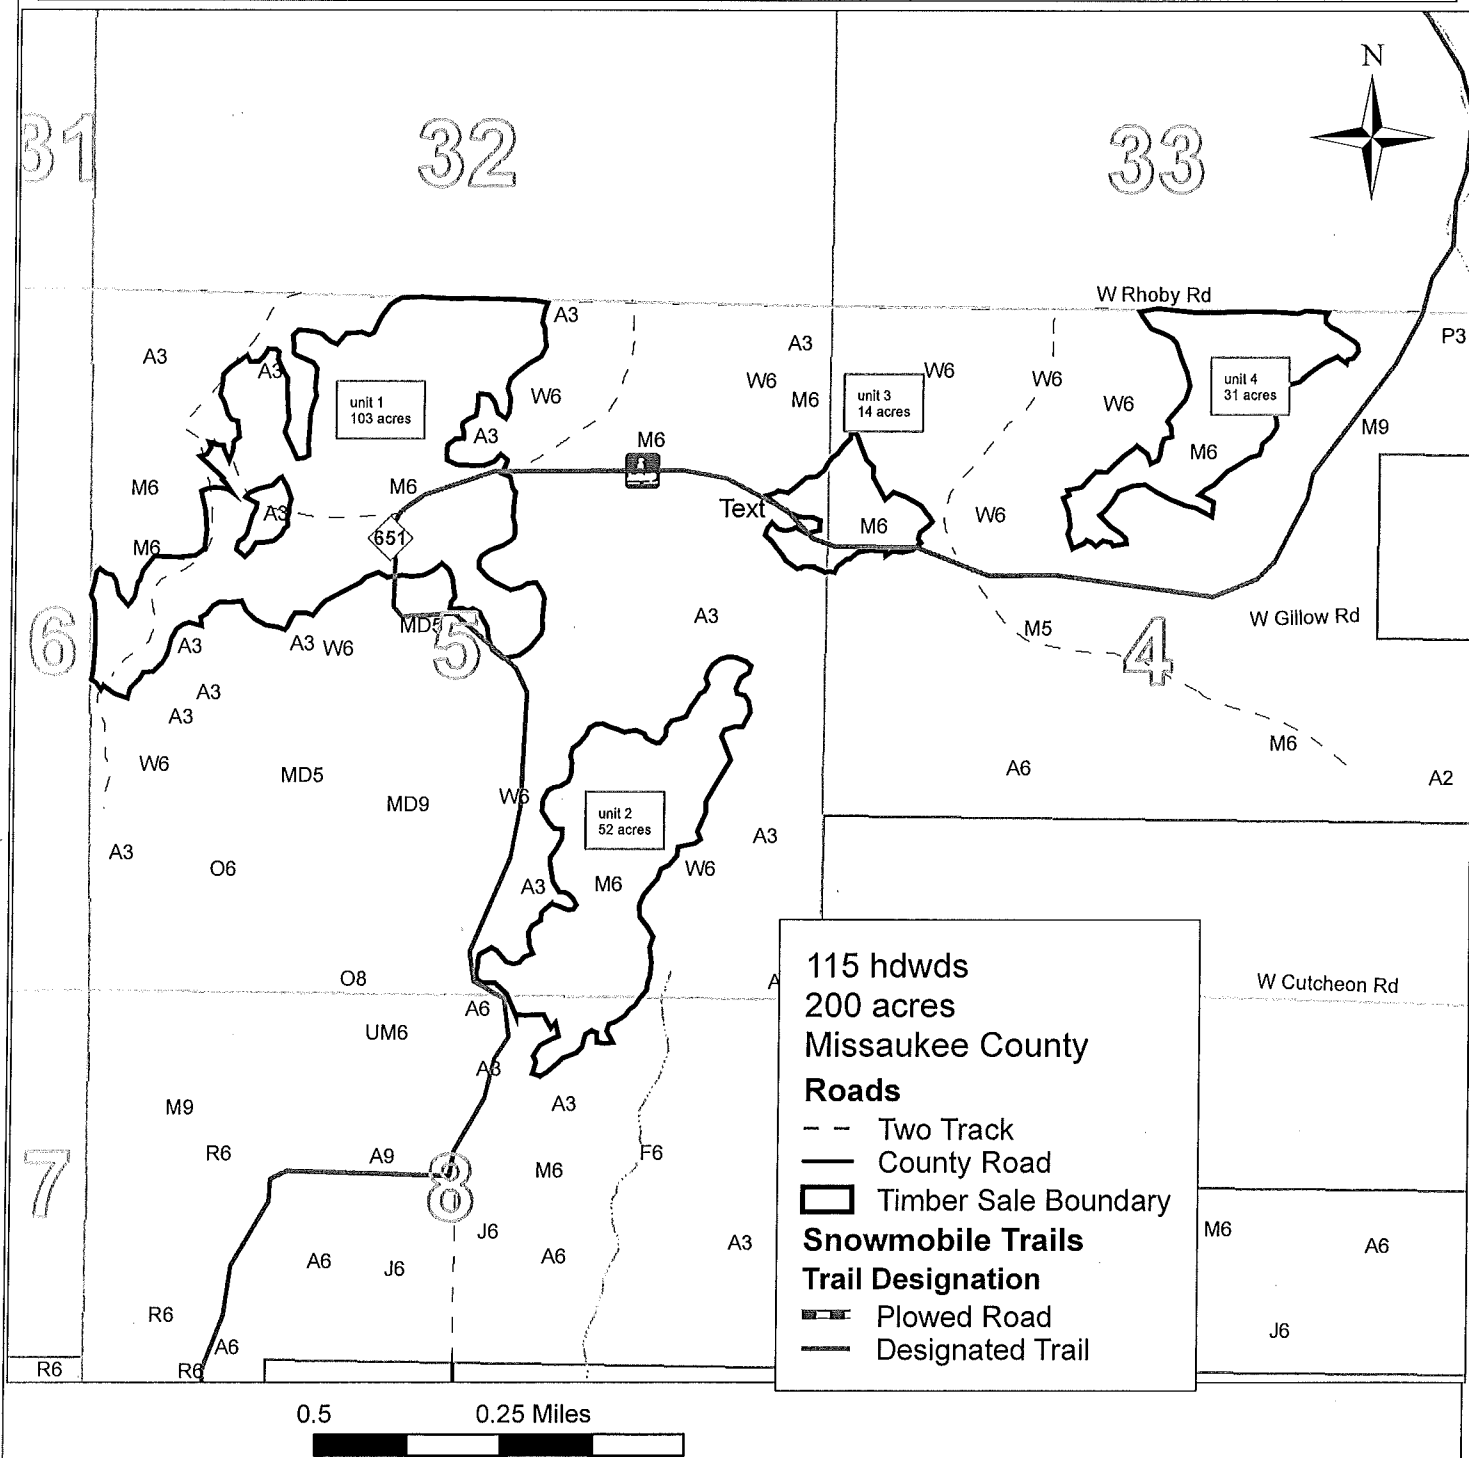 N
31
32
33
W Rhoby Rd
A3
P3
A3
A3
A3
W6
W6
W6
W6
unit 1
103 acres
W6
M6
unit 3
14 acres
W6
unit 4
31 acres
A3
M6
M9
M6
M6
M6
Text
A3
M6
W6
651
M6
6
A3
A3
W6
MD5
5
A3
M5
4
W Gillow Rd
A3
A3
W6
MD5
MD9
W6
M6
A6
A2
unit 2
52 acres
A3
A3
O6
A3
M6
W6
O8
A
W Cutcheon Rd
A6
UM6
A3
M9
A3
R6
A9
M6
F6
7
8
J6
A6
J6
A6
A3
M6
A6
R6
A6
J6
R6
R6
115 hdwds
200 acres
Missaukee County
Roads
Two Track
County Road
Timber Sale Boundary
Snowmobile Trails
Trail Designation
Plowed Road
Designated Trail
0.5 0.25 Miles